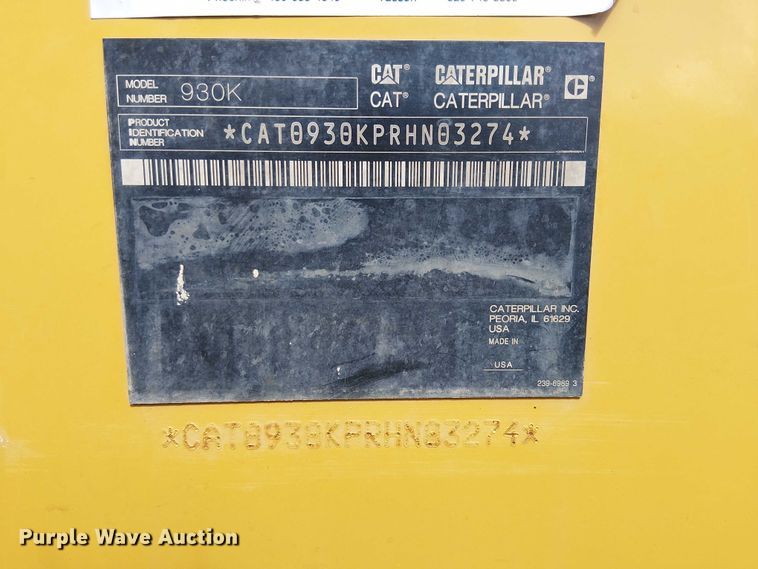 MODEL NUMBER 930K
CAT® CATERPILLAR®
CAT® CATERPILLAR®
PRODUCT IDENTIFICATION NUMBER *CAT0930KPRHN03274*
CATERPILLAR INC.
PEORIA, IL 61629
USA
MADE IN
USA
239-6989 3
*CAT0930KPRHN03274*
Purple Wave Auction